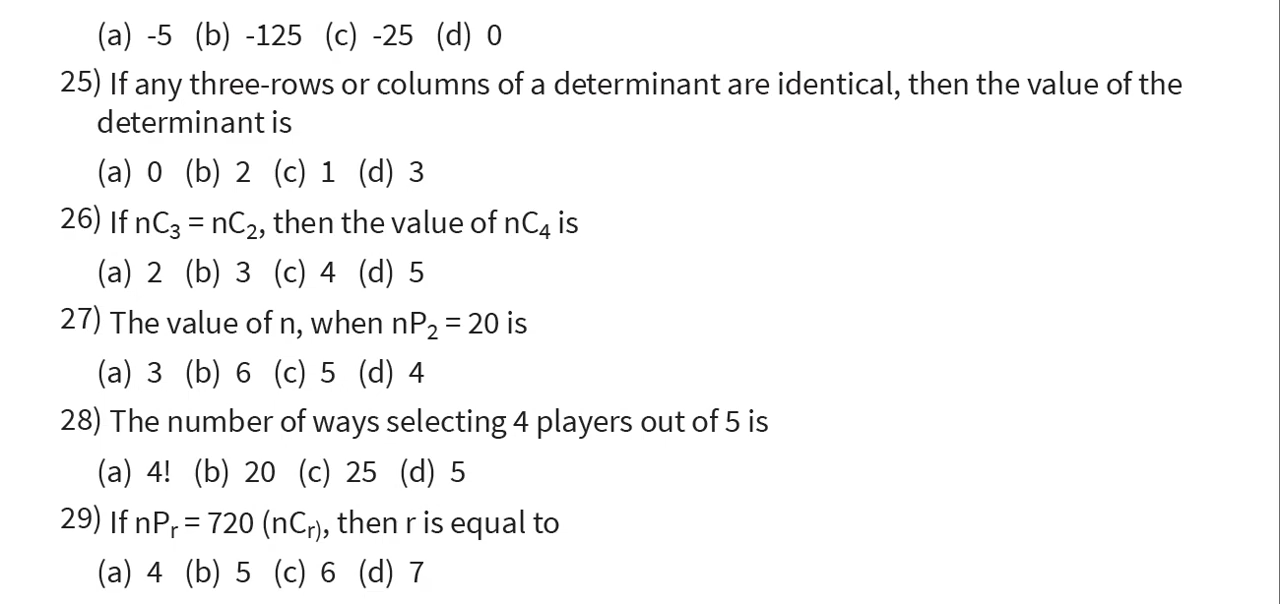 (a) -5 (b) -125 (c) -25 (d) 0
25) If any three-rows or columns of a determinant are identical, then the value of the
determinant is
(a) 0 (b) 2 (c) 1 (d) 3
26) If nC₃ = nC₂, then the value of nC₄ is
(a) 2 (b) 3 (c) 4 (d) 5
27) The value of n, when nP₂ = 20 is
(a) 3 (b) 6 (c) 5 (d) 4
28) The number of ways selecting 4 players out of 5 is
(a) 4! (b) 20 (c) 25 (d) 5
29) If nPᵣ = 720 (nCᵣ₎, then r is equal to
(a) 4 (b) 5 (c) 6 (d) 7